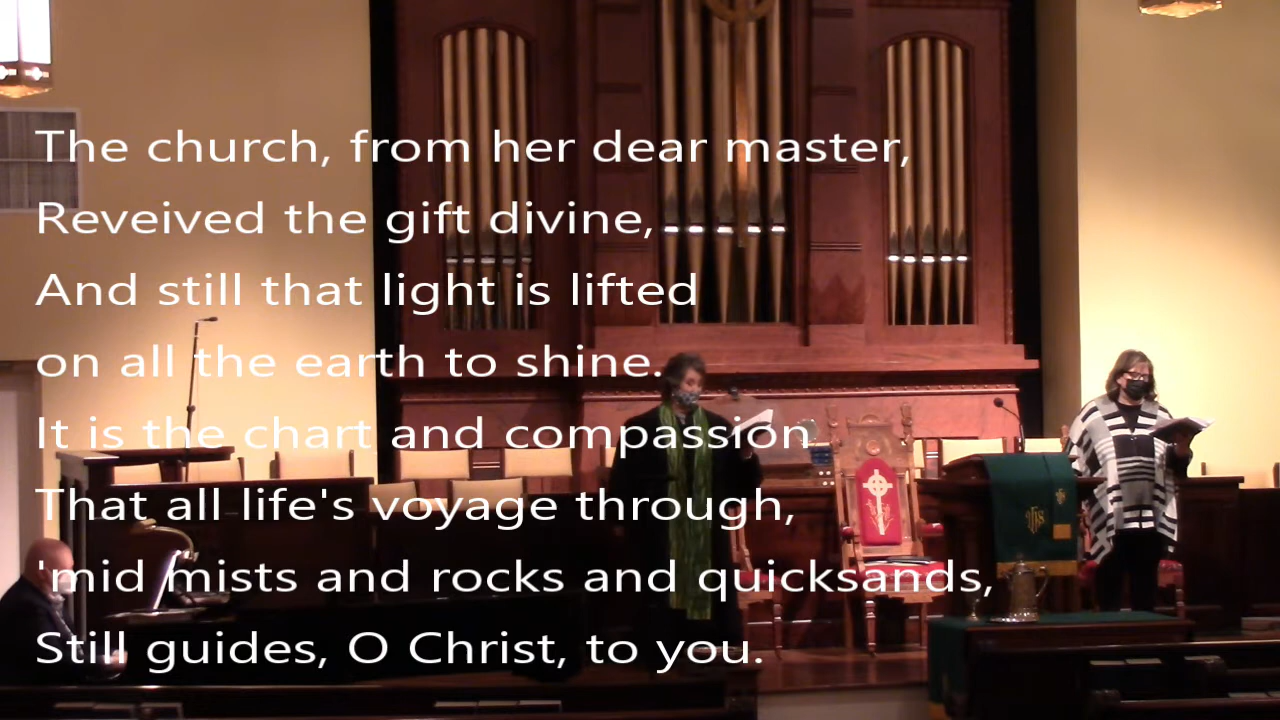 The church, from her dear master,
Reveived the gift divine,
And still that light is lifted
on all the earth to shine.
It is the chart and compassion
That all life's voyage through,
'mid mists and rocks and quicksands,
Still guides, O Christ, to you.
IHS